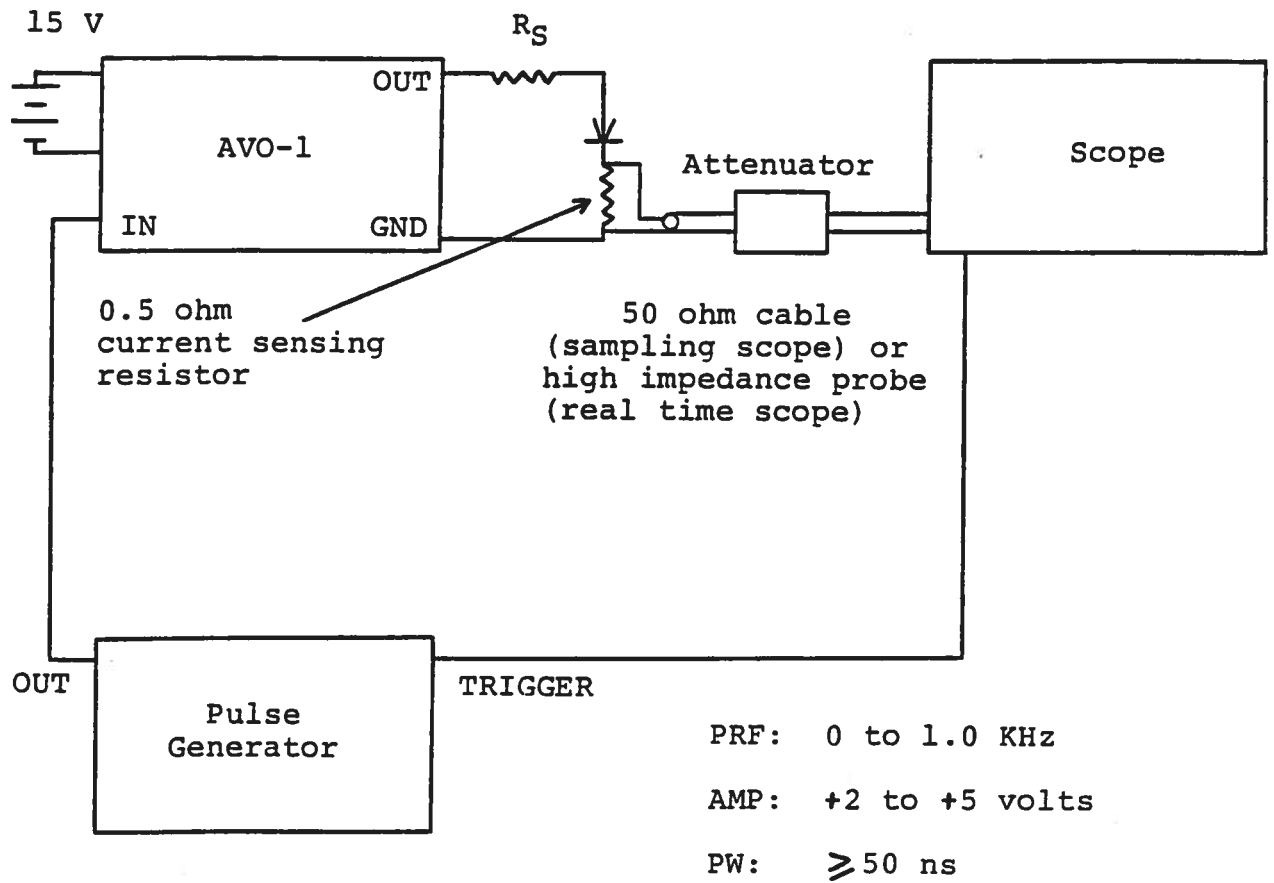 15 V
RS
OUT
AVO-1
IN
GND
Attenuator
Scope
0.5 ohm
current sensing
resistor
50 ohm cable
(sampling scope) or
high impedance probe
(real time scope)
OUT
TRIGGER
Pulse
Generator
PRF: 0 to 1.0 KHz
AMP: +2 to +5 volts
PW: ⩾50 ns